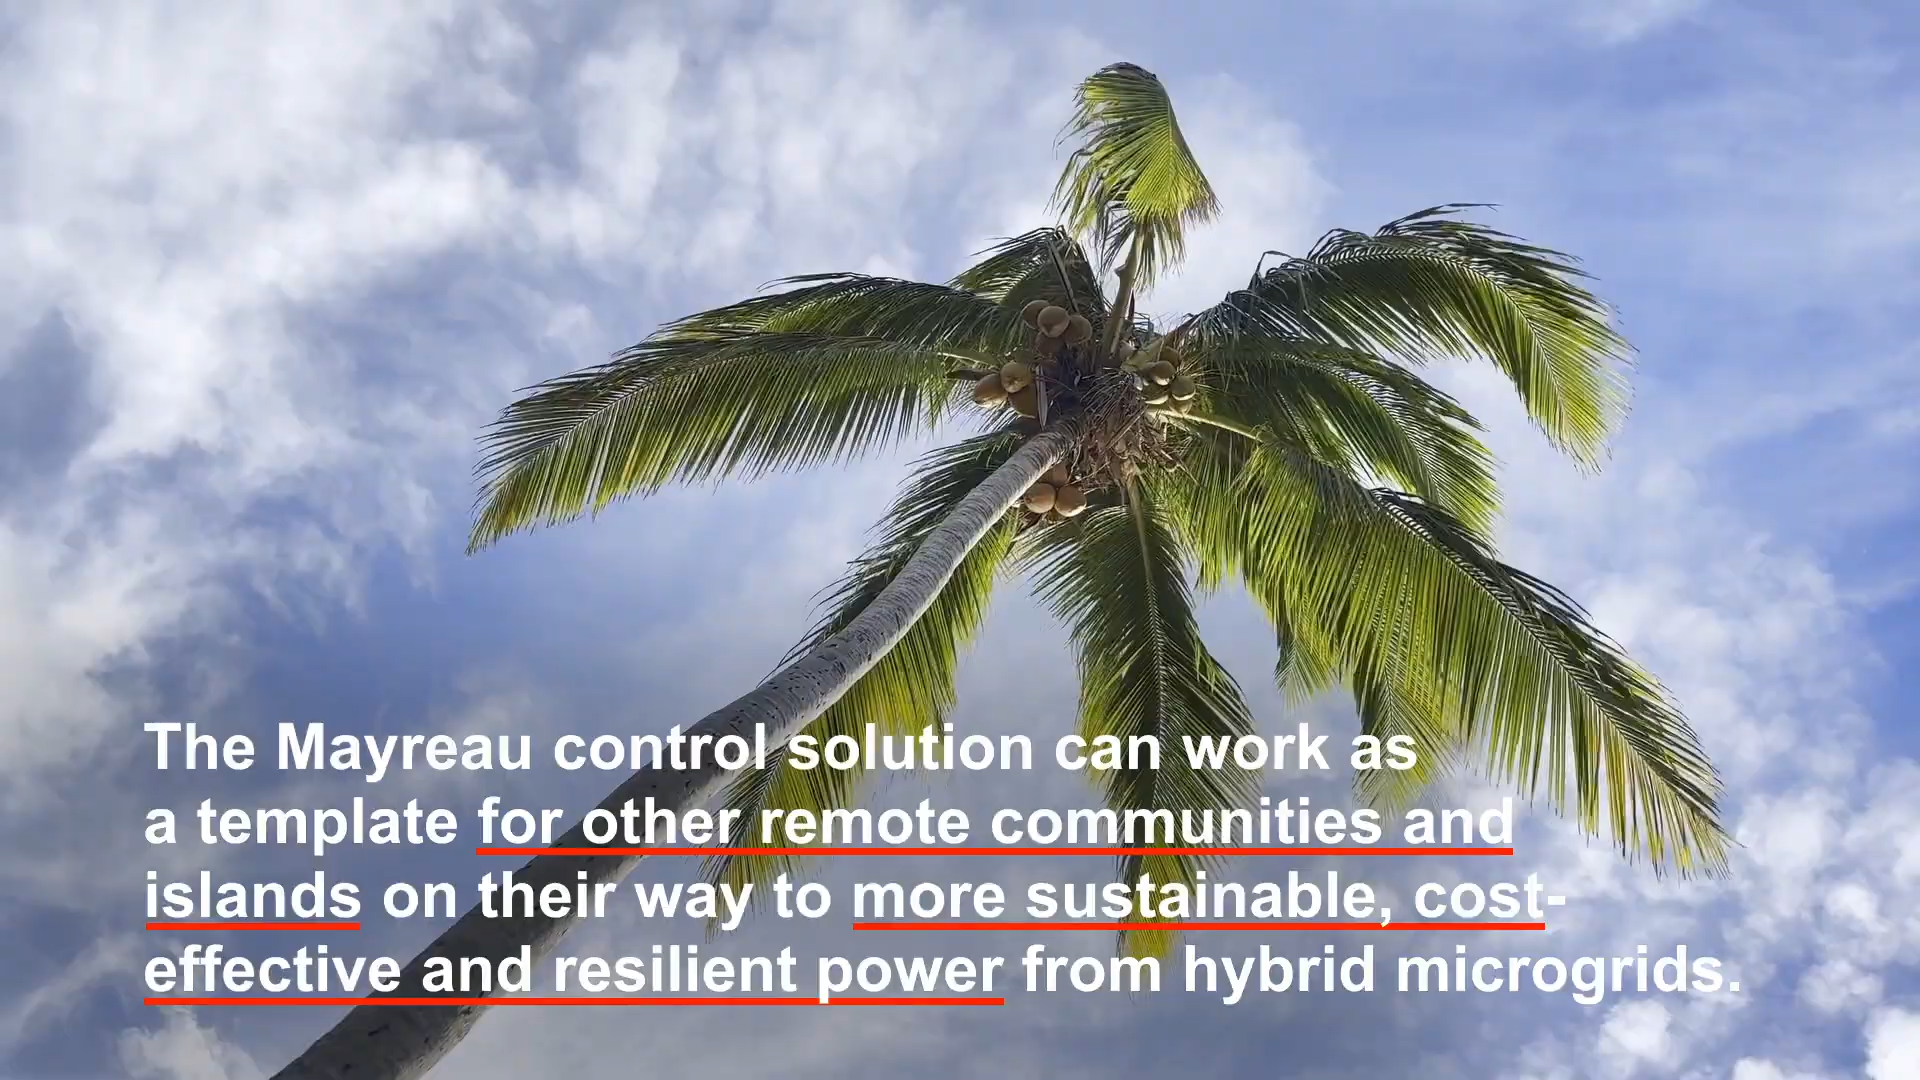 The Mayreau control solution can work as
a template for other remote communities and
islands on their way to more sustainable, cost-
effective and resilient power from hybrid microgrids.